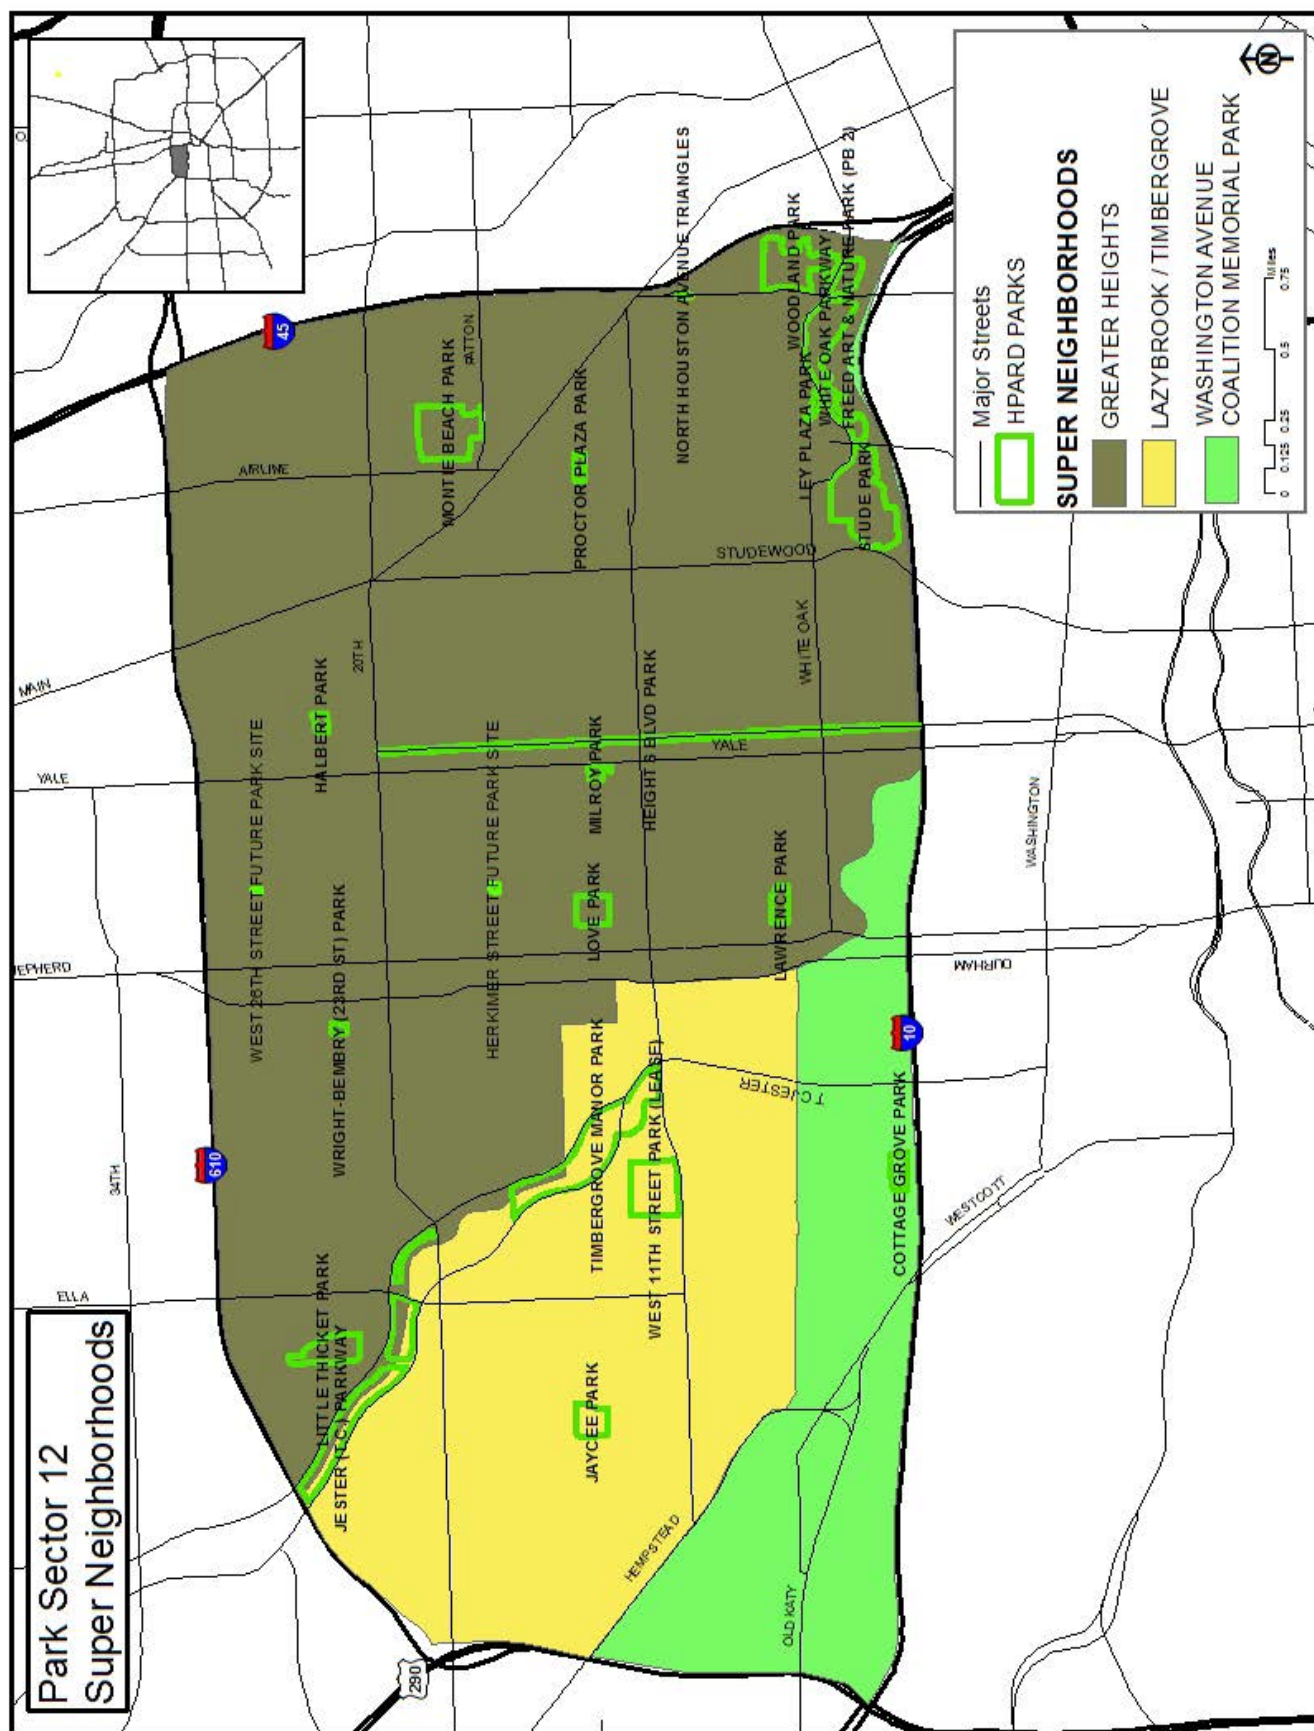 Park Sector 12
Super Neighborhoods
290
610
45
10
34TH
ELLA
EPHERD
YALE
MAIN
AIRLINE
20TH
PATTON
LITTLE THICKET PARK
JESTER (T.C.) PARKWAY
WRIGHT-BEMBRY (23RD ST) PARK
WEST 26TH STREET FUTURE PARK SITE
HALBERT PARK
MONTIE BEACH PARK
HERKIMER STREET FUTURE PARK SITE
JAYCEE PARK
TIMBERGROVE MANOR PARK
LOVE PARK
MILROY PARK
PROCTOR PLAZA PARK
WEST 11TH STREET PARK (LEASE)
HEIGHTS BLVD PARK
NORTH HOUSTON AVENUE TRIANGLES
HEMPSTEAD
T C JESTER
YALE
STUDEWOOD
LAWRENCE PARK
WHITE OAK
LEY PLAZA PARK
WOODLAND PARK
WHITE OAK PARKWAY
FREED ART & NATURE PARK (PB 2)
STUDE PARK
OLD KATY
COTTAGE GROVE PARK
WESTCOTT
DURHAM
WASHINGTON
Major Streets
HPARD PARKS
SUPER NEIGHBORHOODS
GREATER HEIGHTS
LAZYBROOK / TIMBERGROVE
WASHINGTON AVENUE
COALITION MEMORIAL PARK
0 0.125 0.25 0.5 0.75
Miles
N